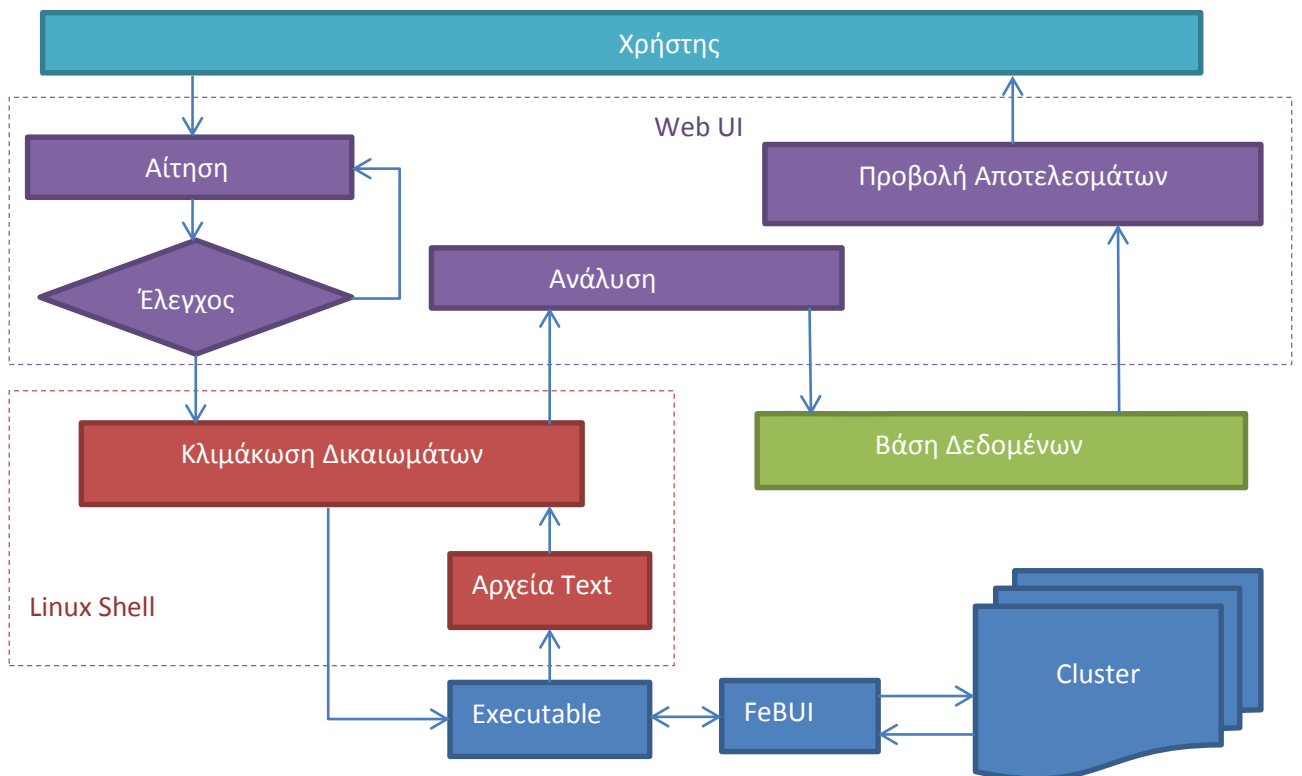 Χρήστης
Web UI
Αίτηση
Προβολή Αποτελεσμάτων
Ανάλυση
Έλεγχος
Κλιμάκωση Δικαιωμάτων
Βάση Δεδομένων
Αρχεία Text
Linux Shell
Cluster
Executable
FeBUI